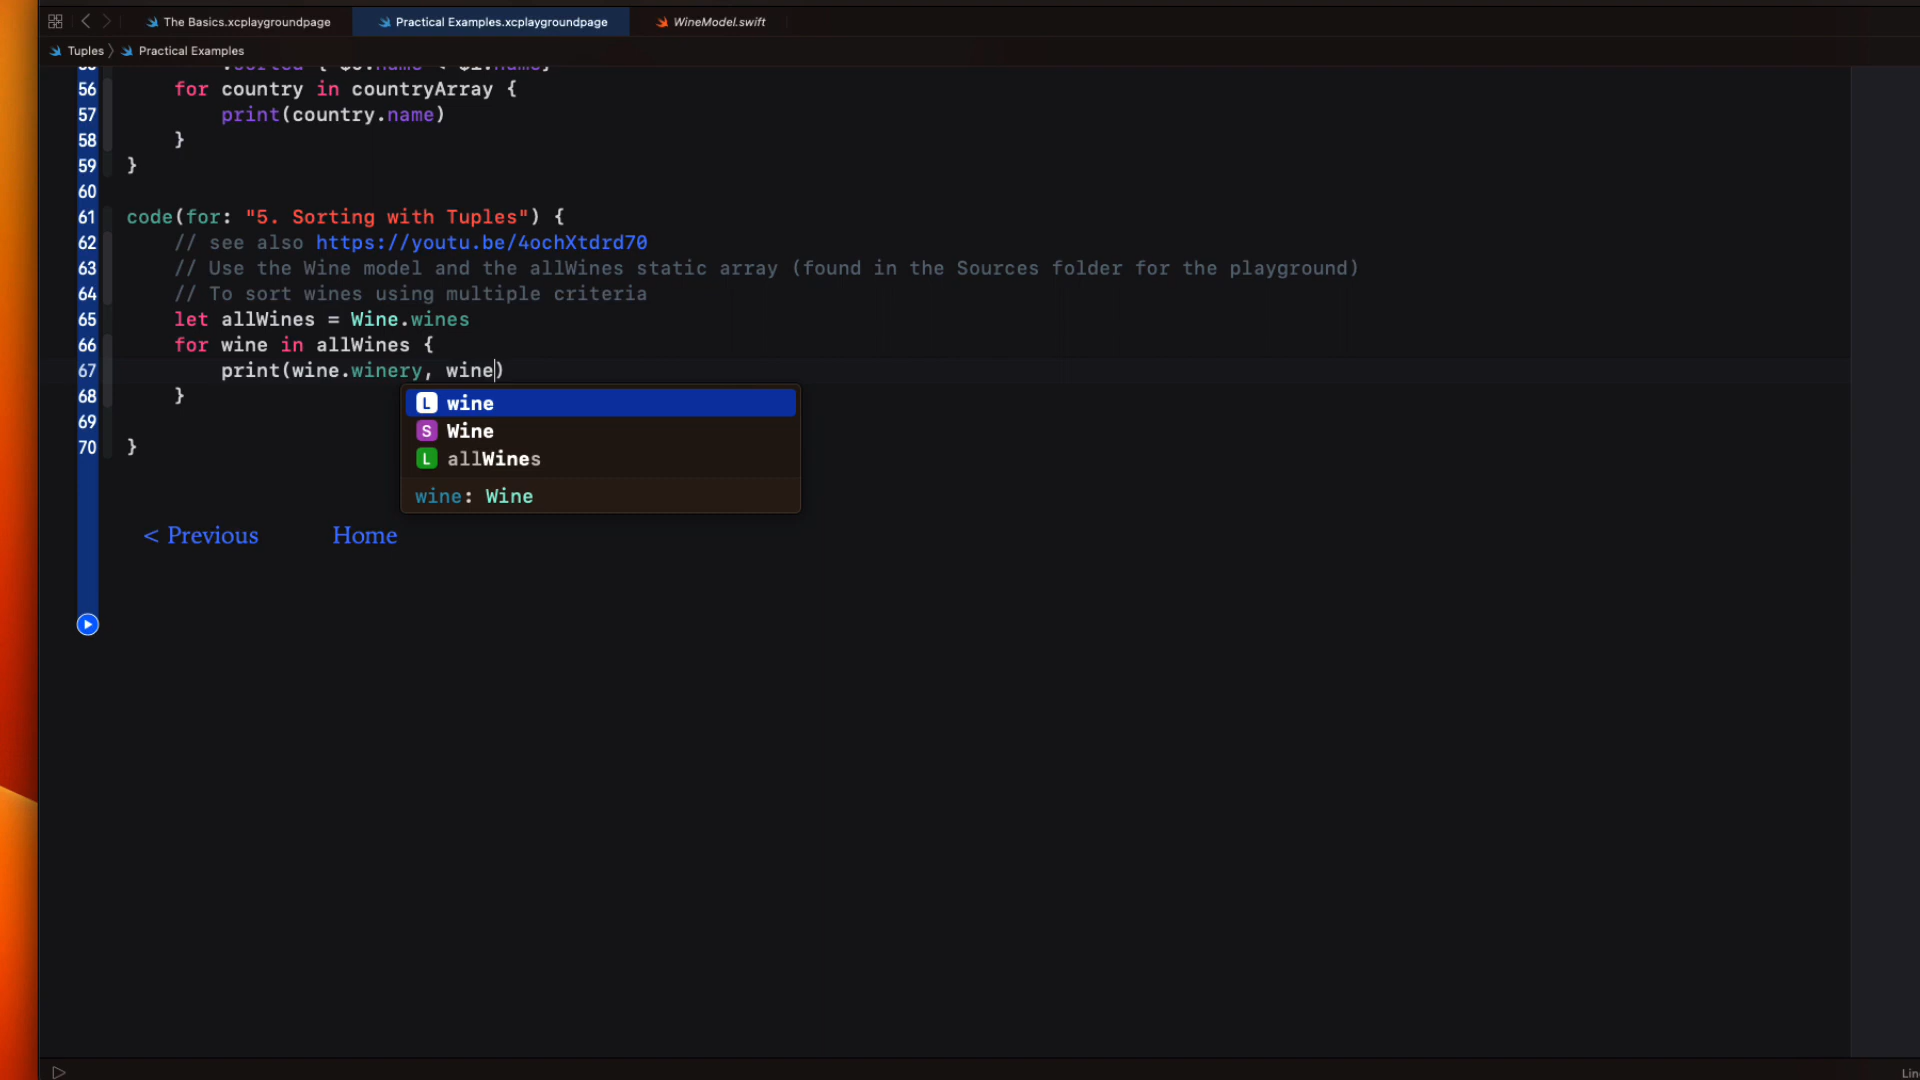 The Basics.xcplaygroundpage Practical Examples.xcplaygroundpage WineModel.swift
Tuples Practical Examples
56 for country in countryArray {
57 print(country.name)
58 }
59 }
60
61 code(for: "5. Sorting with Tuples") {
62 // see also https://youtu.be/4ochXtdrd70
63 // Use the Wine model and the allWines static array (found in the Sources folder for the playground)
64 // To sort wines using multiple criteria
65 let allWines = Wine.wines
66 for wine in allWines {
67 print(wine.winery, wine)
68 }
L wine
S Wine
L allWines
wine: Wine
69
70 }
< Previous Home